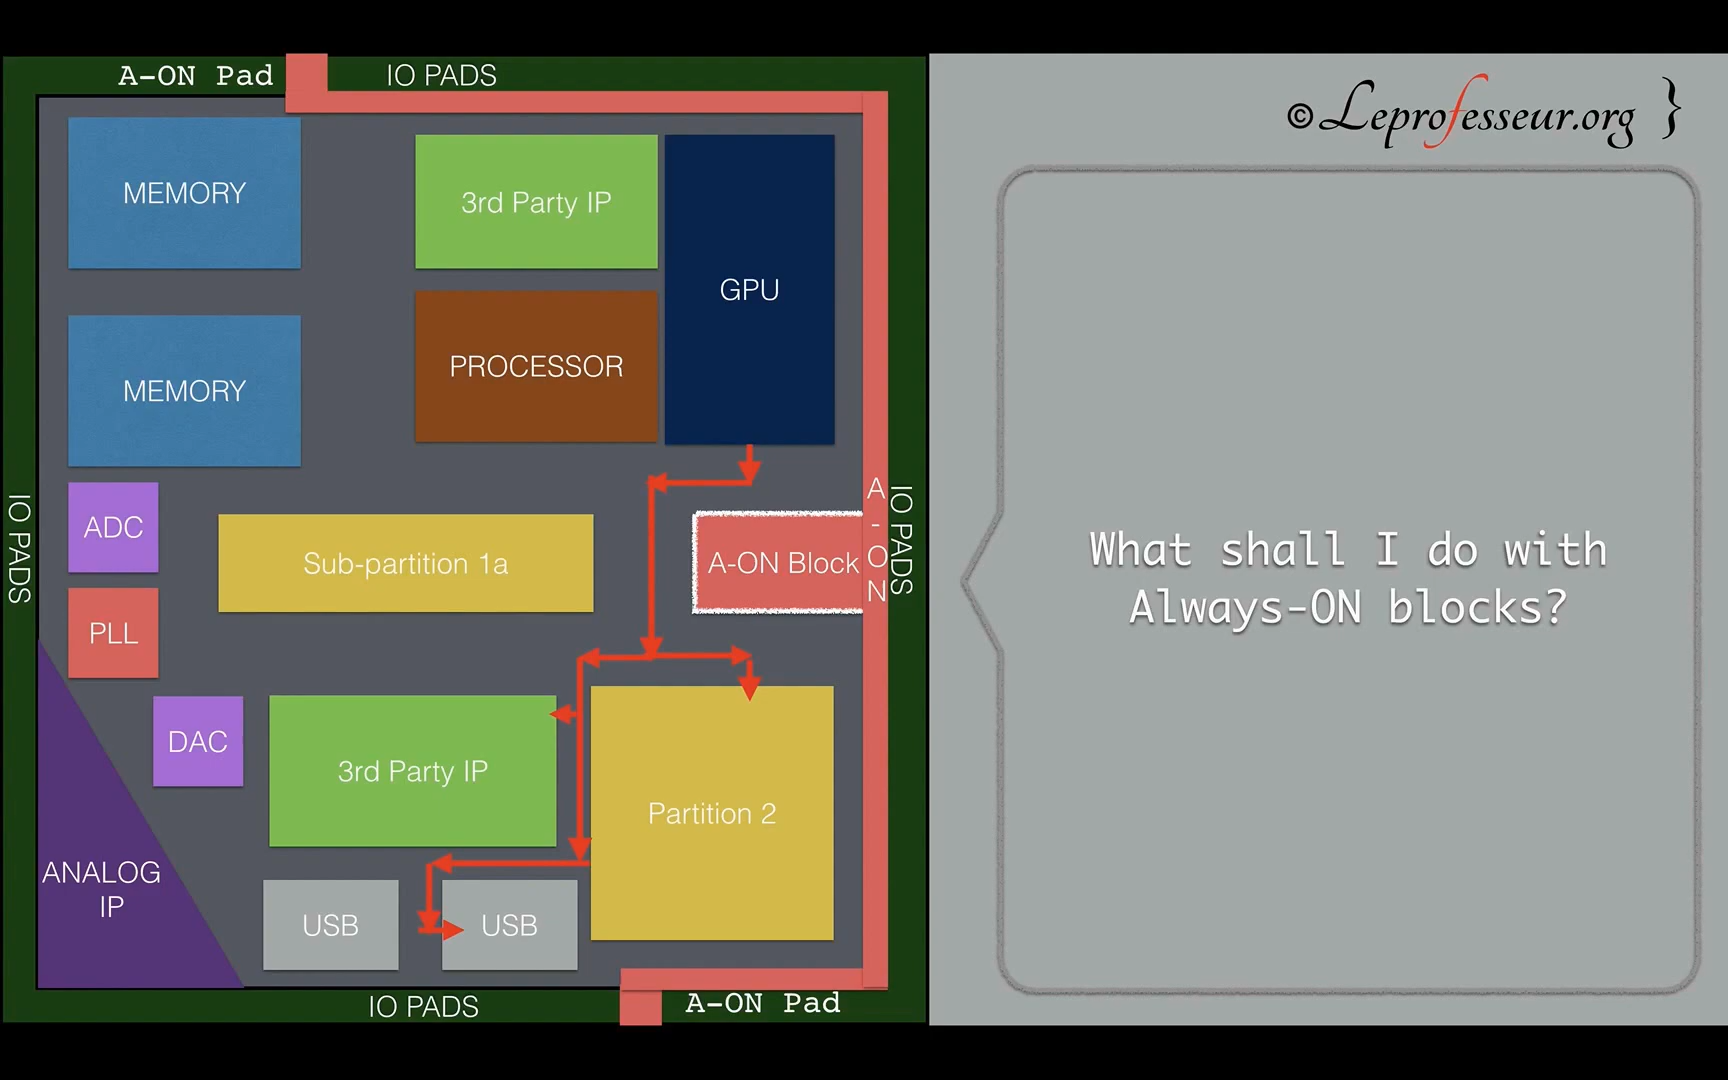 A-ON Pad
IO PADS
MEMORY
3rd Party IP
GPU
MEMORY
PROCESSOR
IO PADS
ADC
Sub-partition 1a
A-ON Block
A-ON
IO PADS
PLL
DAC
3rd Party IP
Partition 2
ANALOG
IP
USB
USB
IO PADS
A-ON Pad
© Leprofesseur.org }
What shall I do with
Always-ON blocks?